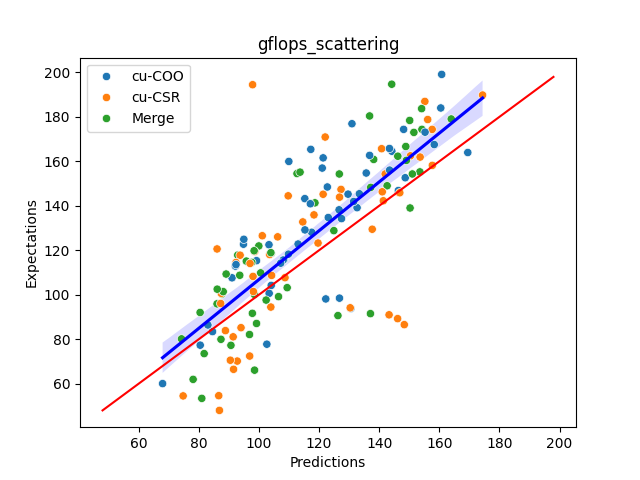 gflops_scattering
cu-COO
cu-CSR
Merge
200
180
160
140
120
100
80
60
Expectations
60 80 100 120 140 160 180 200
Predictions